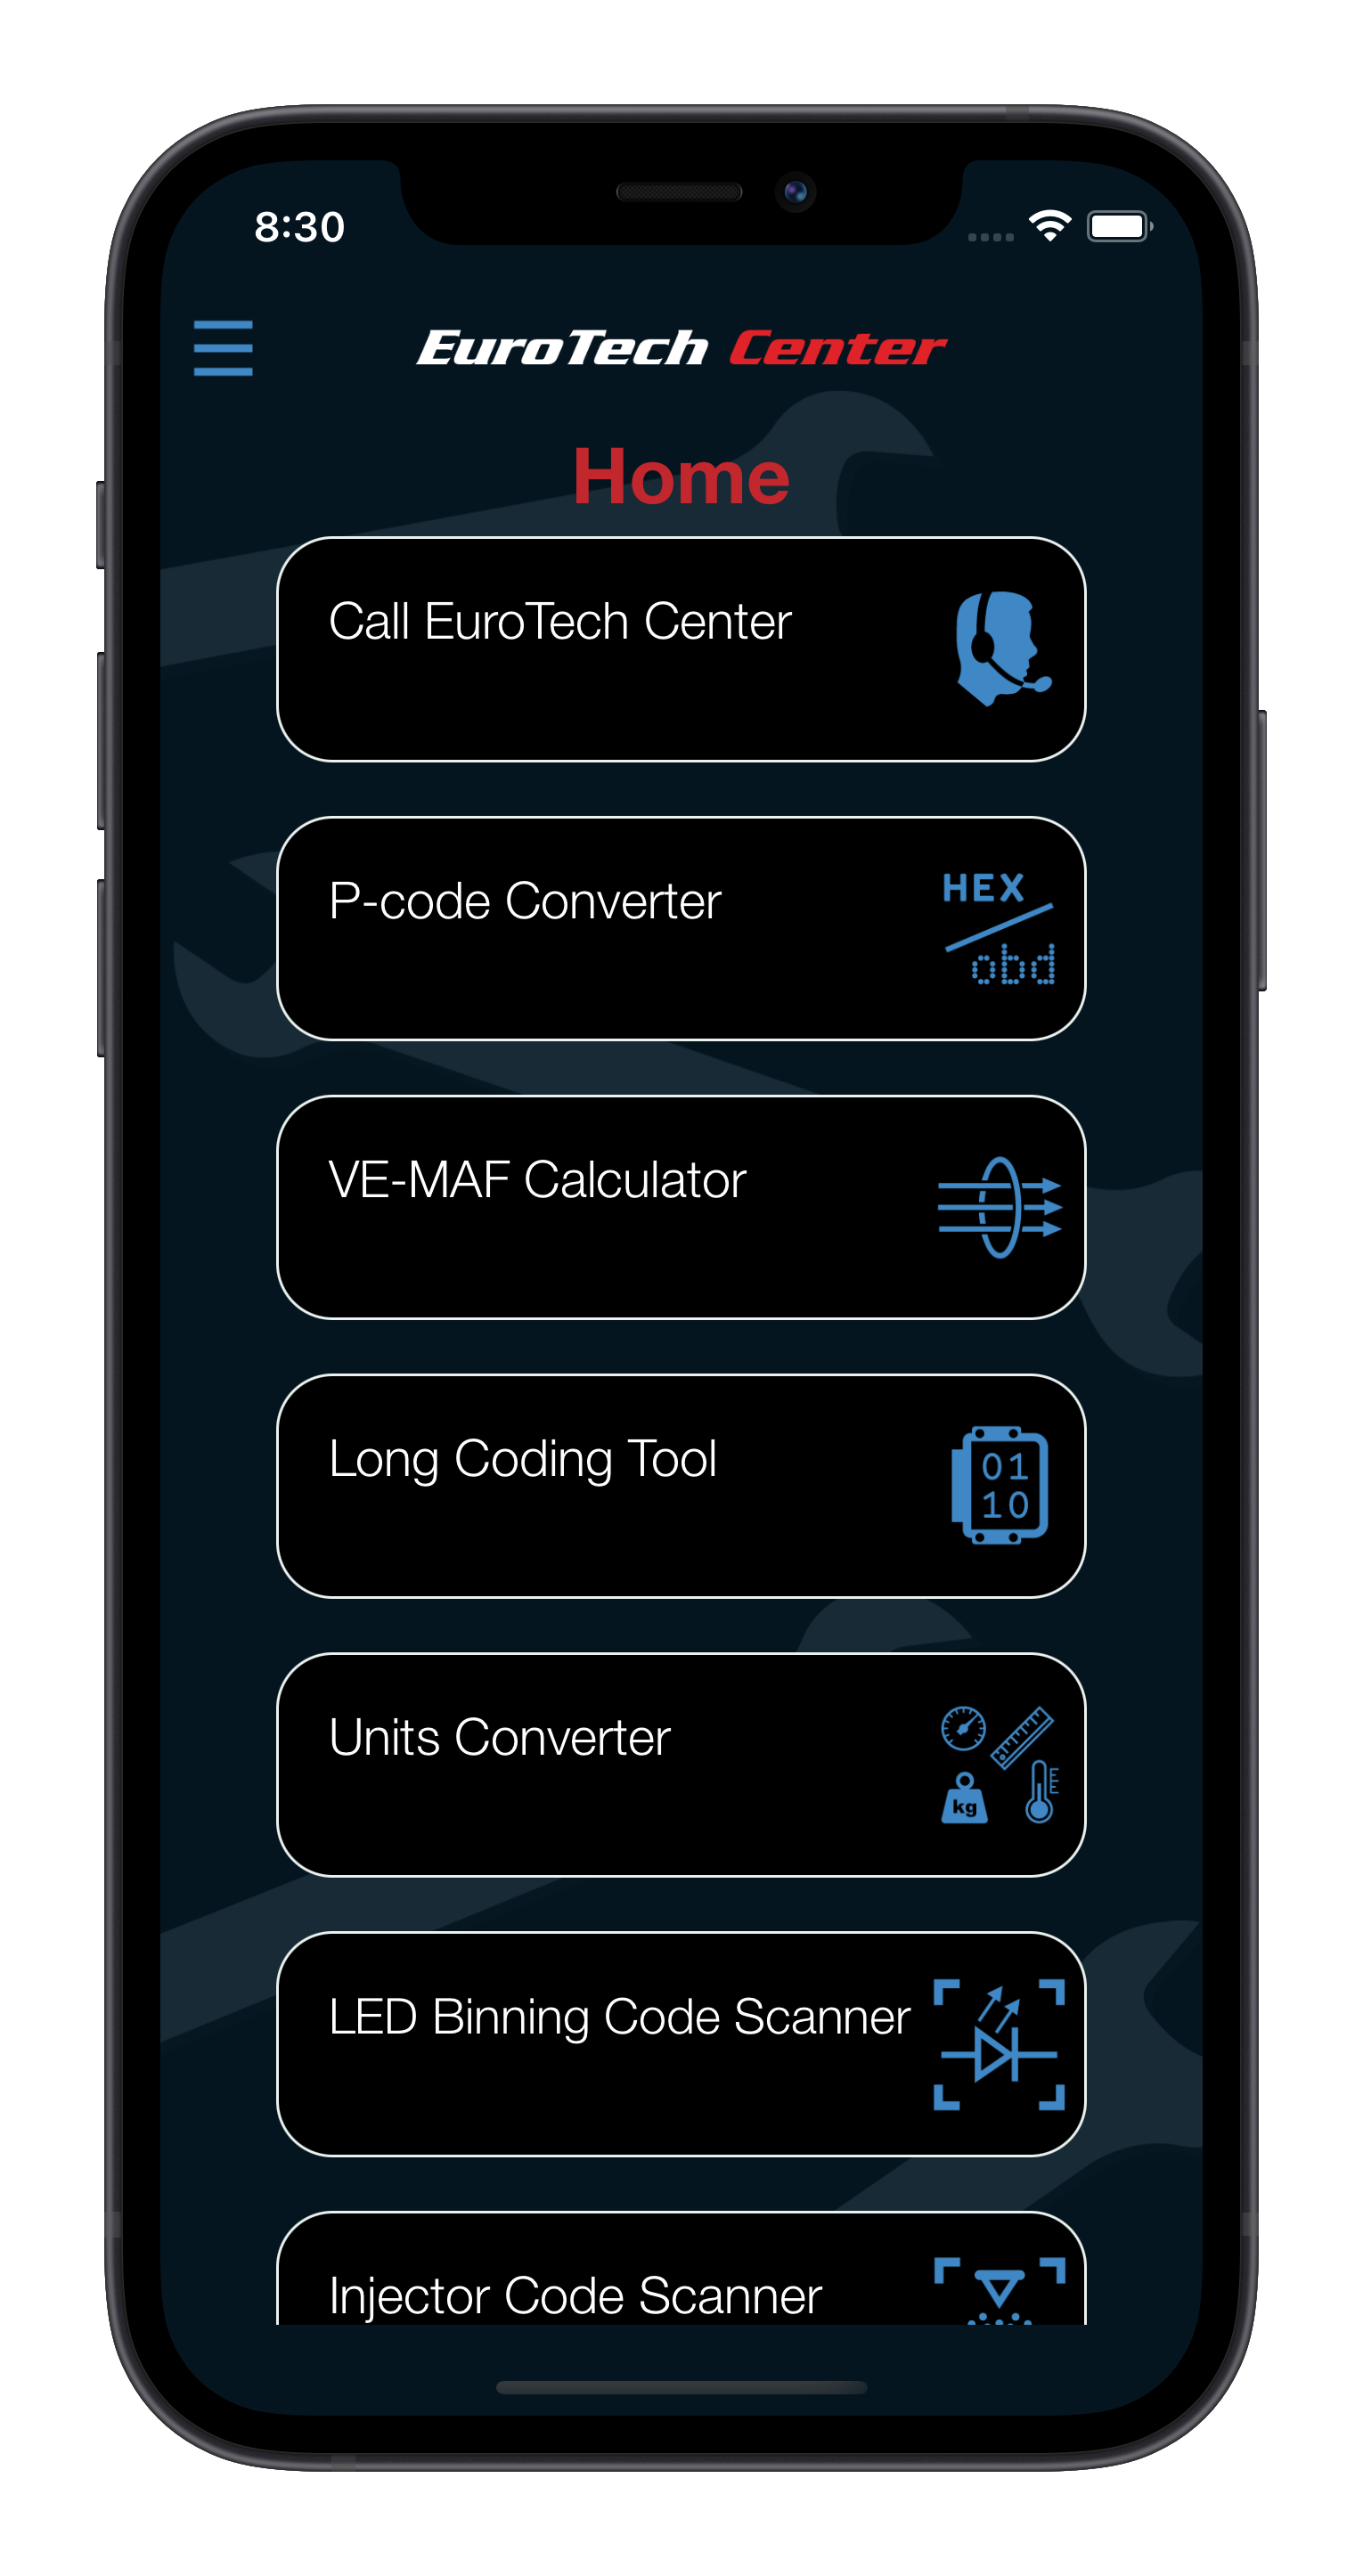 8:30
EuroTech Center
Home
Call EuroTech Center
P-code Converter
HEX
obd
VE-MAF Calculator
Long Coding Tool
01
10
Units Converter
kg
LED Binning Code Scanner
Injector Code Scanner